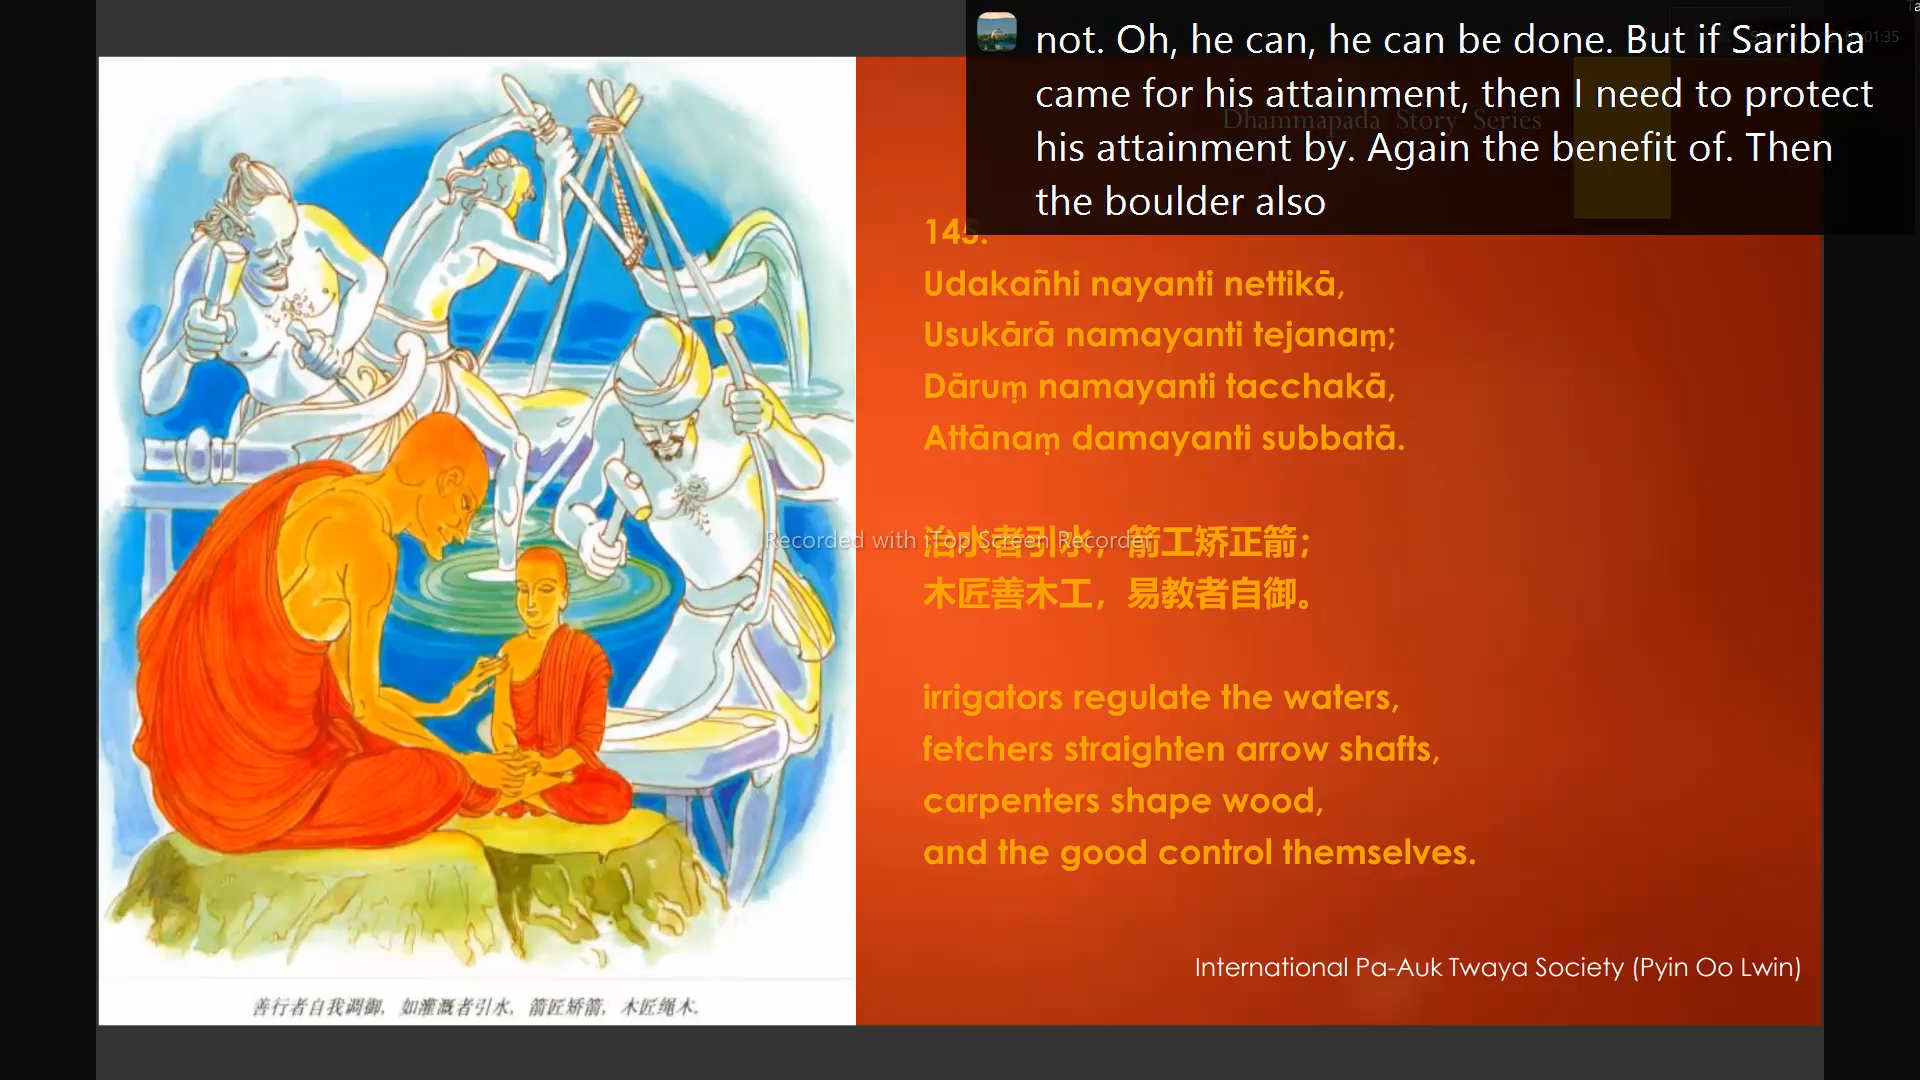 not. Oh, he can, he can be done. But if Saribha
came for his attainment, then I need to protect
his attainment by. Again the benefit of. Then
the boulder also
01:35
Dhammapada Story Series
145.
Udakañhi nayanti nettikā,
Usukārā namayanti tejanaṃ;
Dāruṃ namayanti tacchakā,
Attānaṃ damayanti subbatā.
治水者引水，箭工矫正箭；
木匠善木工，易教者自御。
Recorded with iTop Screen Recorder
irrigators regulate the waters,
fetchers straighten arrow shafts,
carpenters shape wood,
and the good control themselves.
International Pa-Auk Twaya Society (Pyin Oo Lwin)
善行者自我调御，如灌溉者引水，箭匠矫箭，木匠绳木。